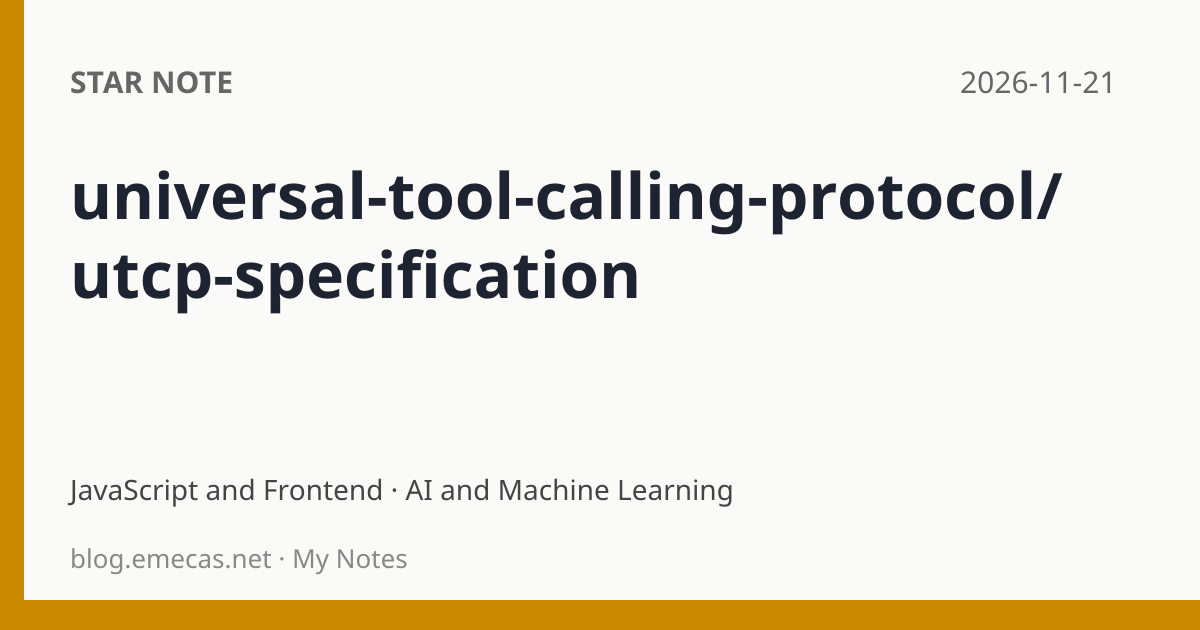 STAR NOTE
2026-11-21
universal-tool-calling-protocol/
utcp-specification
JavaScript and Frontend · AI and Machine Learning
blog.emecas.net · My Notes